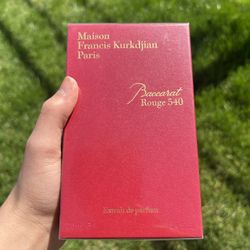 Maison
Francis Kurkdjian
Paris
Baccarat
Rouge 540
Extrait de parfum